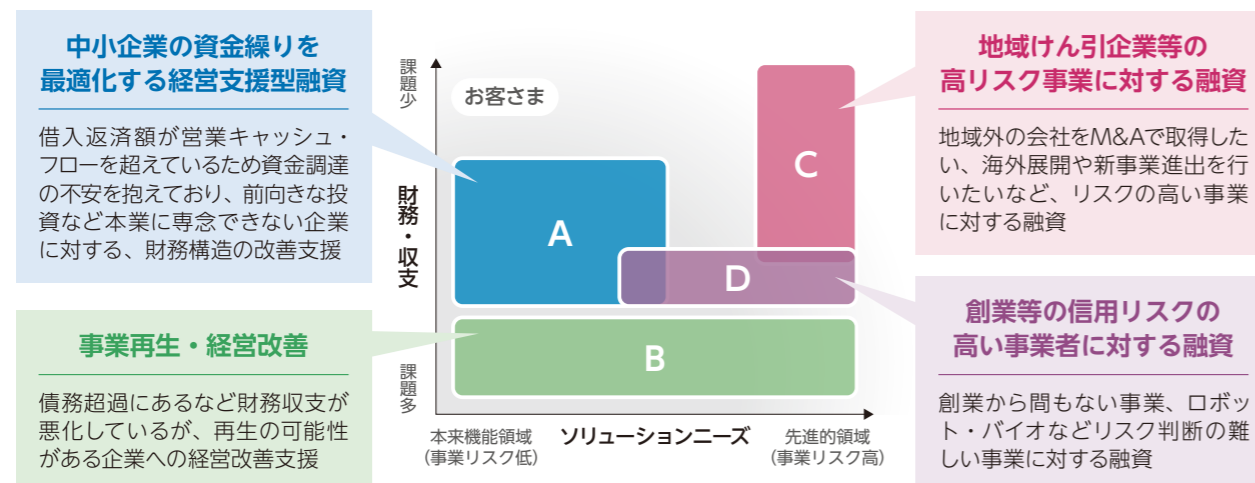 中小企業の資金繰りを
最適化する経営支援型融資
借入返済額が営業キャッシュ・
フローを超えているため資金調達
の不安を抱えており、前向きな投
資など本業に専念できない企業
に対する、財務構造の改善支援
事業再生・経営改善
債務超過にあるなど財務収支が
悪化しているが、再生の可能性
がある企業への経営改善支援
課題少
財務・収支
課題多
お客さま
A
C
D
B
本来機能領域
(事業リスク低)
ソリューションニーズ
先進的領域
(事業リスク高)
地域けん引企業等の
高リスク事業に対する融資
地域外の会社をM&Aで取得した
い、海外展開や新事業進出を行
いたいなど、リスクの高い事業
に対する融資
創業等の信用リスクの
高い事業者に対する融資
創業から間もない事業、ロボッ
ト・バイオなどリスク判断の難
しい事業に対する融資